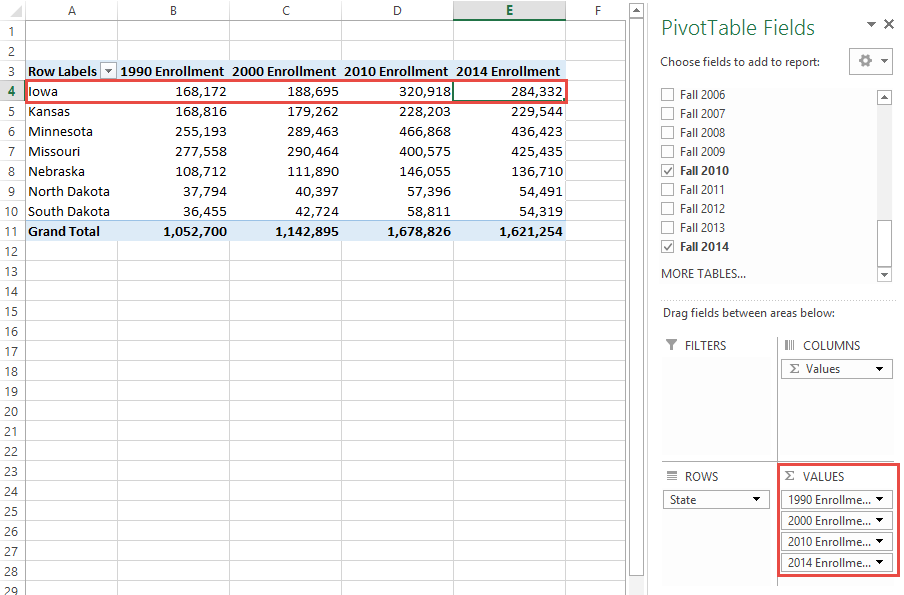 A B C D E F
1
2
3 Row Labels 1990 Enrollment 2000 Enrollment 2010 Enrollment 2014 Enrollment
4 Iowa 168,172 188,695 320,918 284,332
5 Kansas 168,816 179,262 228,203 229,544
6 Minnesota 255,193 289,463 466,868 436,423
7 Missouri 277,558 290,464 400,575 425,435
8 Nebraska 108,712 111,890 146,055 136,710
9 North Dakota 37,794 40,397 57,396 54,491
10 South Dakota 36,455 42,724 58,811 54,319
11 Grand Total 1,052,700 1,142,895 1,678,826 1,621,254
12
13
14
15
16
17
18
19
20
21
22
23
24
25
26
27
28
29
PivotTable Fields
Choose fields to add to report:
Fall 2006
Fall 2007
Fall 2008
Fall 2009
Fall 2010
Fall 2011
Fall 2012
Fall 2013
Fall 2014
MORE TABLES...
Drag fields between areas below:
FILTERS
COLUMNS
Σ Values
ROWS
State
Σ VALUES
1990 Enrollme...
2000 Enrollme...
2010 Enrollme...
2014 Enrollme...